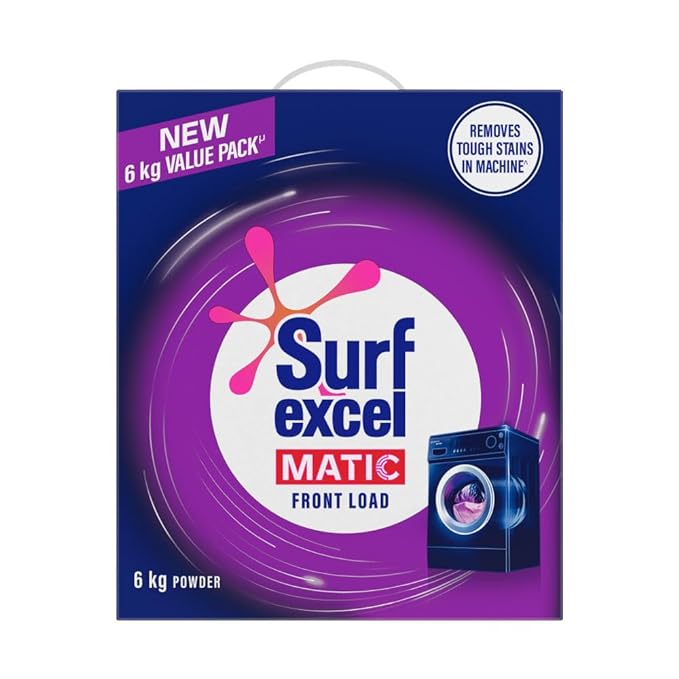 NEW
6 kg VALUE PACK^μ
REMOVES
TOUGH STAINS
IN MACHINE^
Surf
excel
MATIC
FRONT LOAD
6 kg POWDER